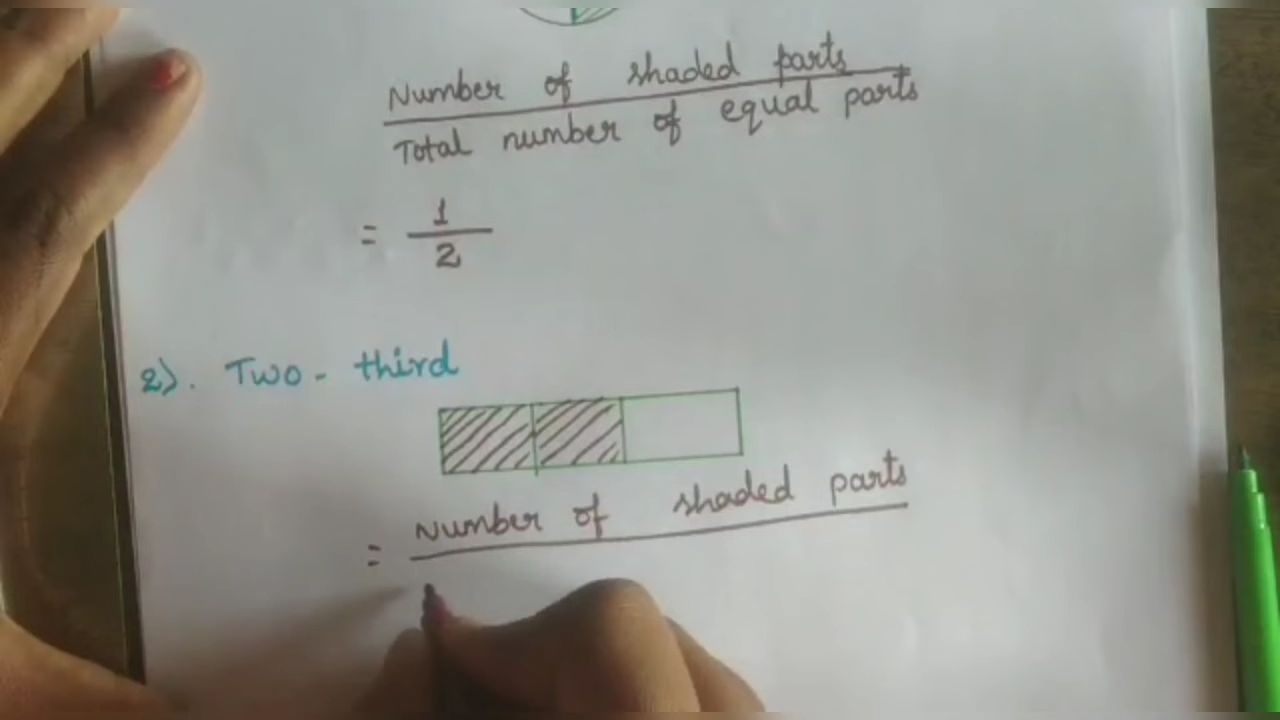 Number of shaded parts
Total number of equal parts
= 1
2
2). Two-third
= Number of shaded parts